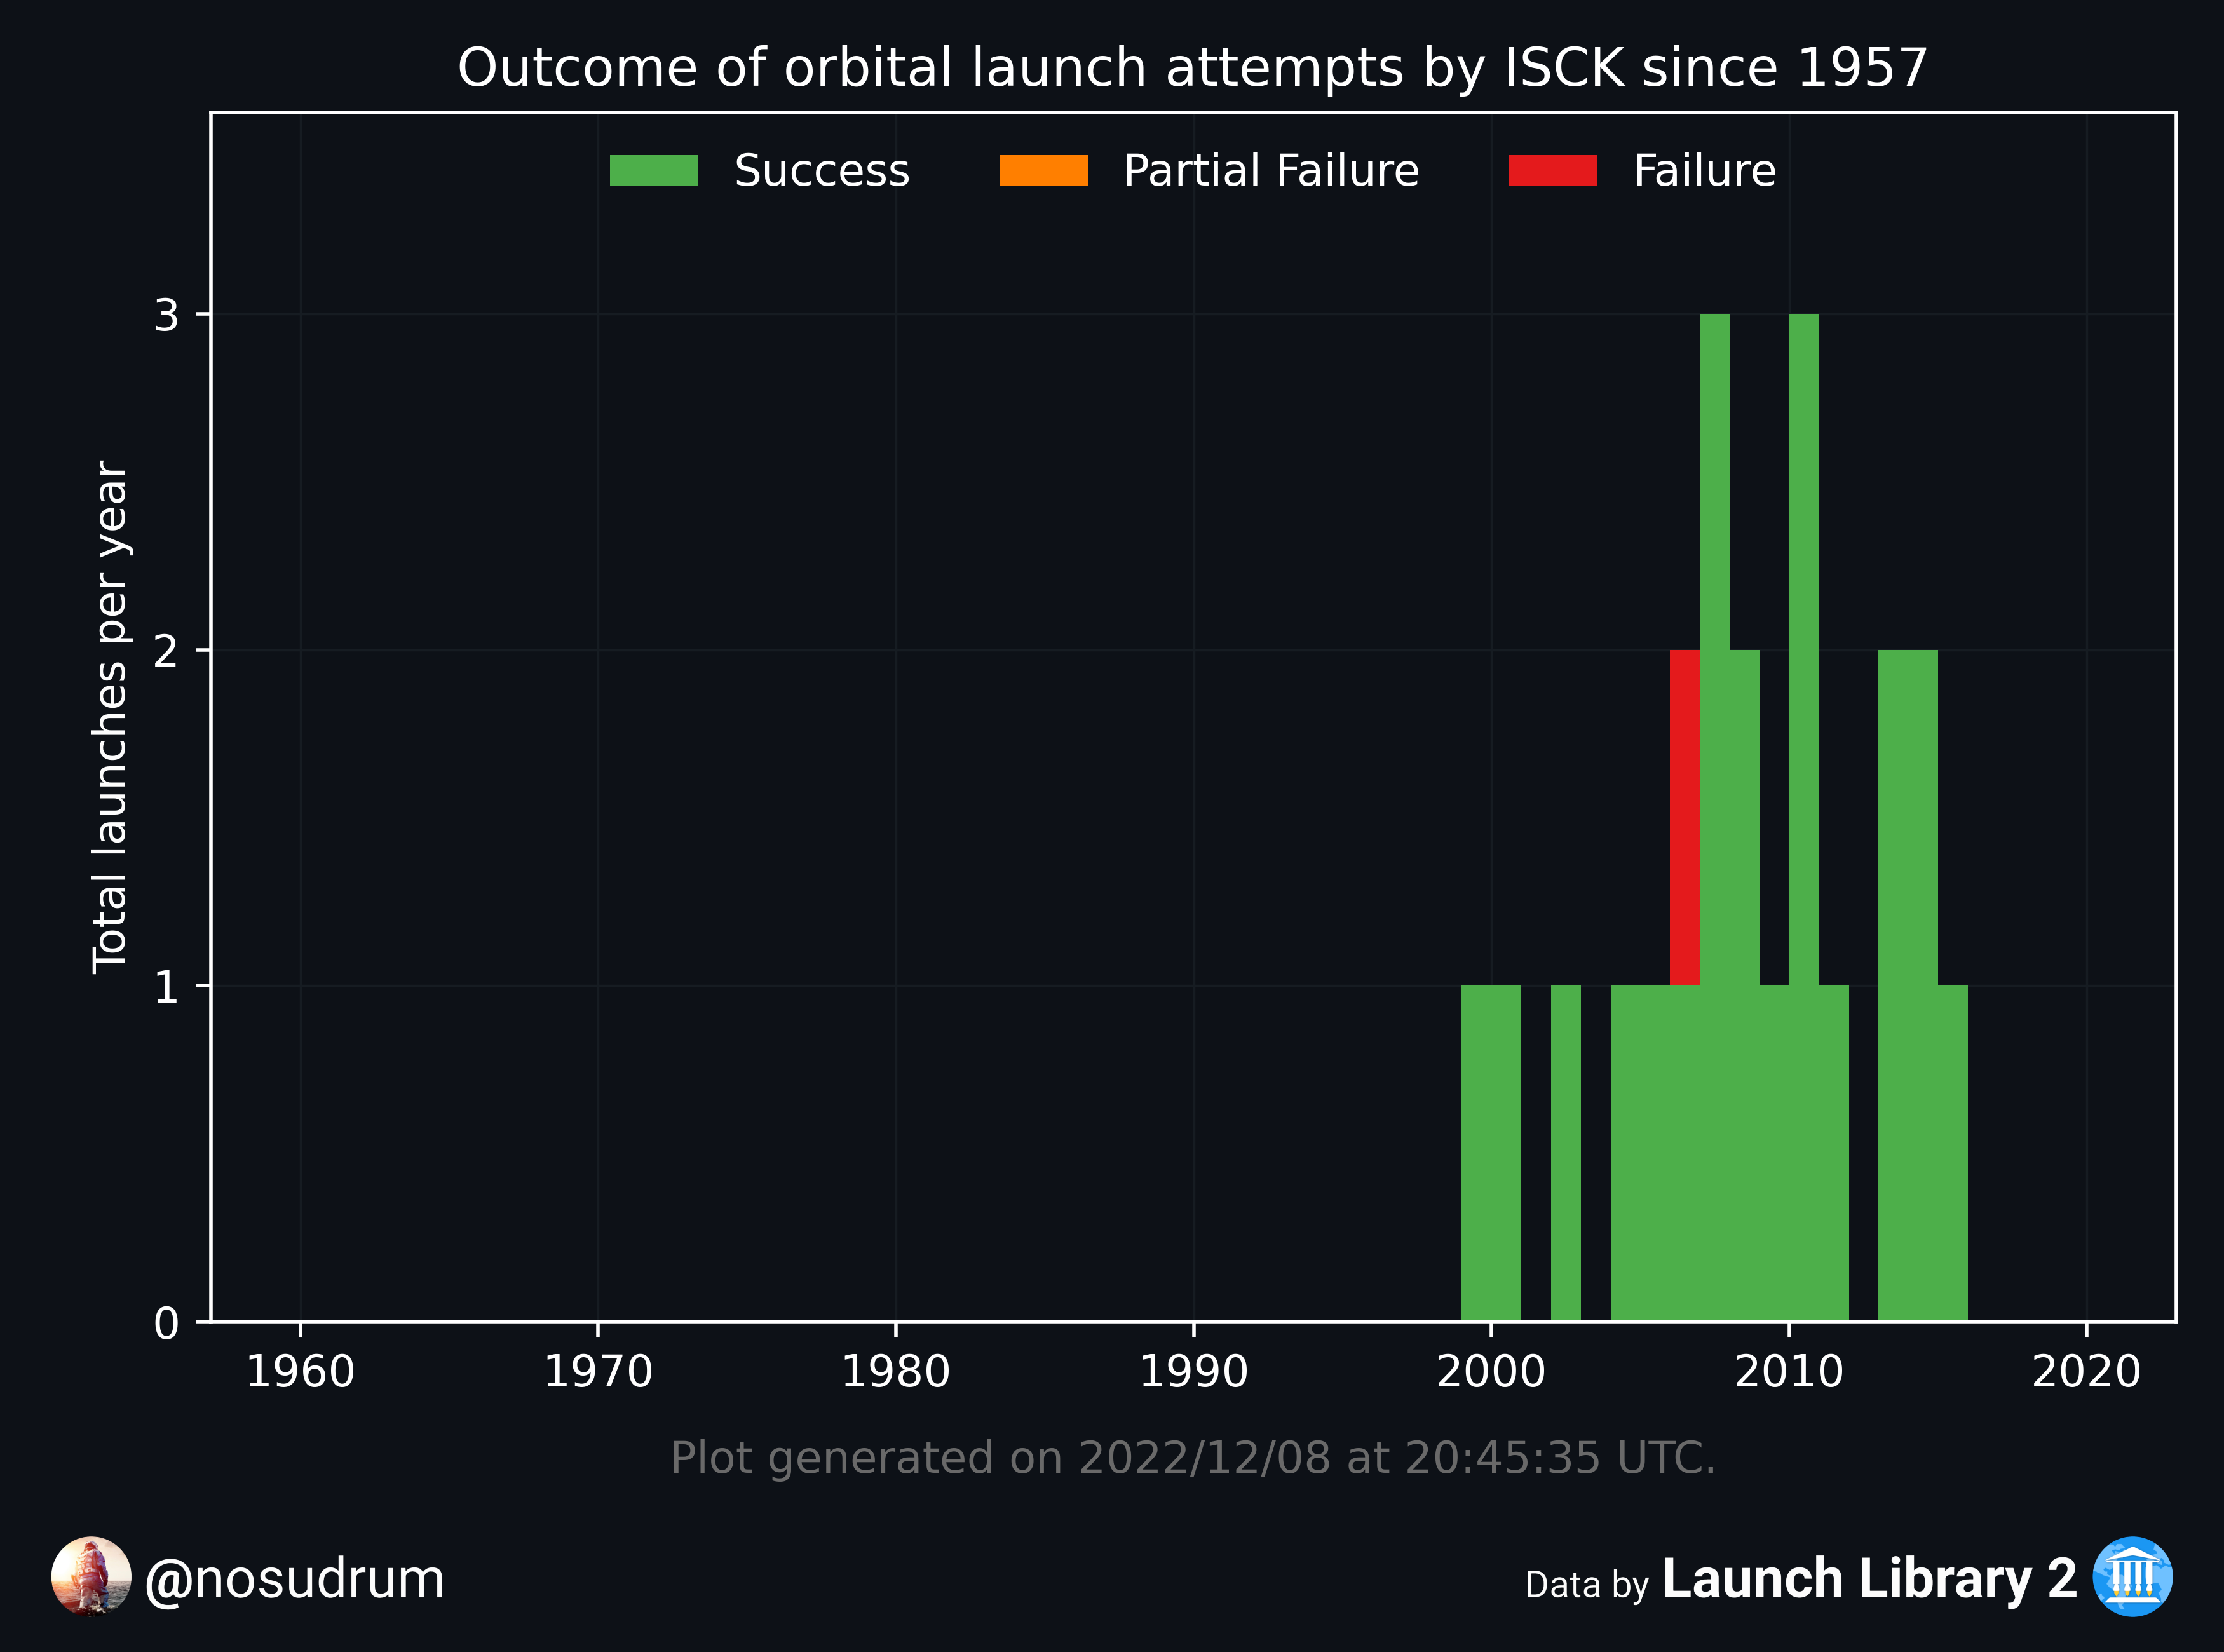 Outcome of orbital launch attempts by ISCK since 1957
Success Partial Failure Failure
Total launches per year
3
2
1
0
1960 1970 1980 1990 2000 2010 2020
Plot generated on 2022/12/08 at 20:45:35 UTC.
@nosudrum
Data by Launch Library 2